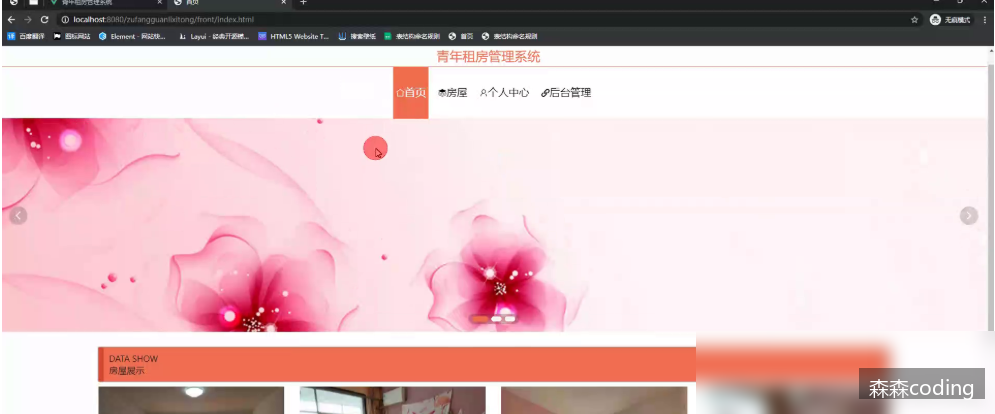 青年租房管理系统
首页
localhost:8080/zufangguanlixitong/front/index.html
无痕模式
百度翻译
图标网站
Element - 网站快...
Layui - 经典开源模...
HTML5 Website T...
搜索壁纸
表结构命名规则
首页
表结构命名规则
青年租房管理系统
首页
房屋
个人中心
后台管理
DATA SHOW
房屋展示
森森coding